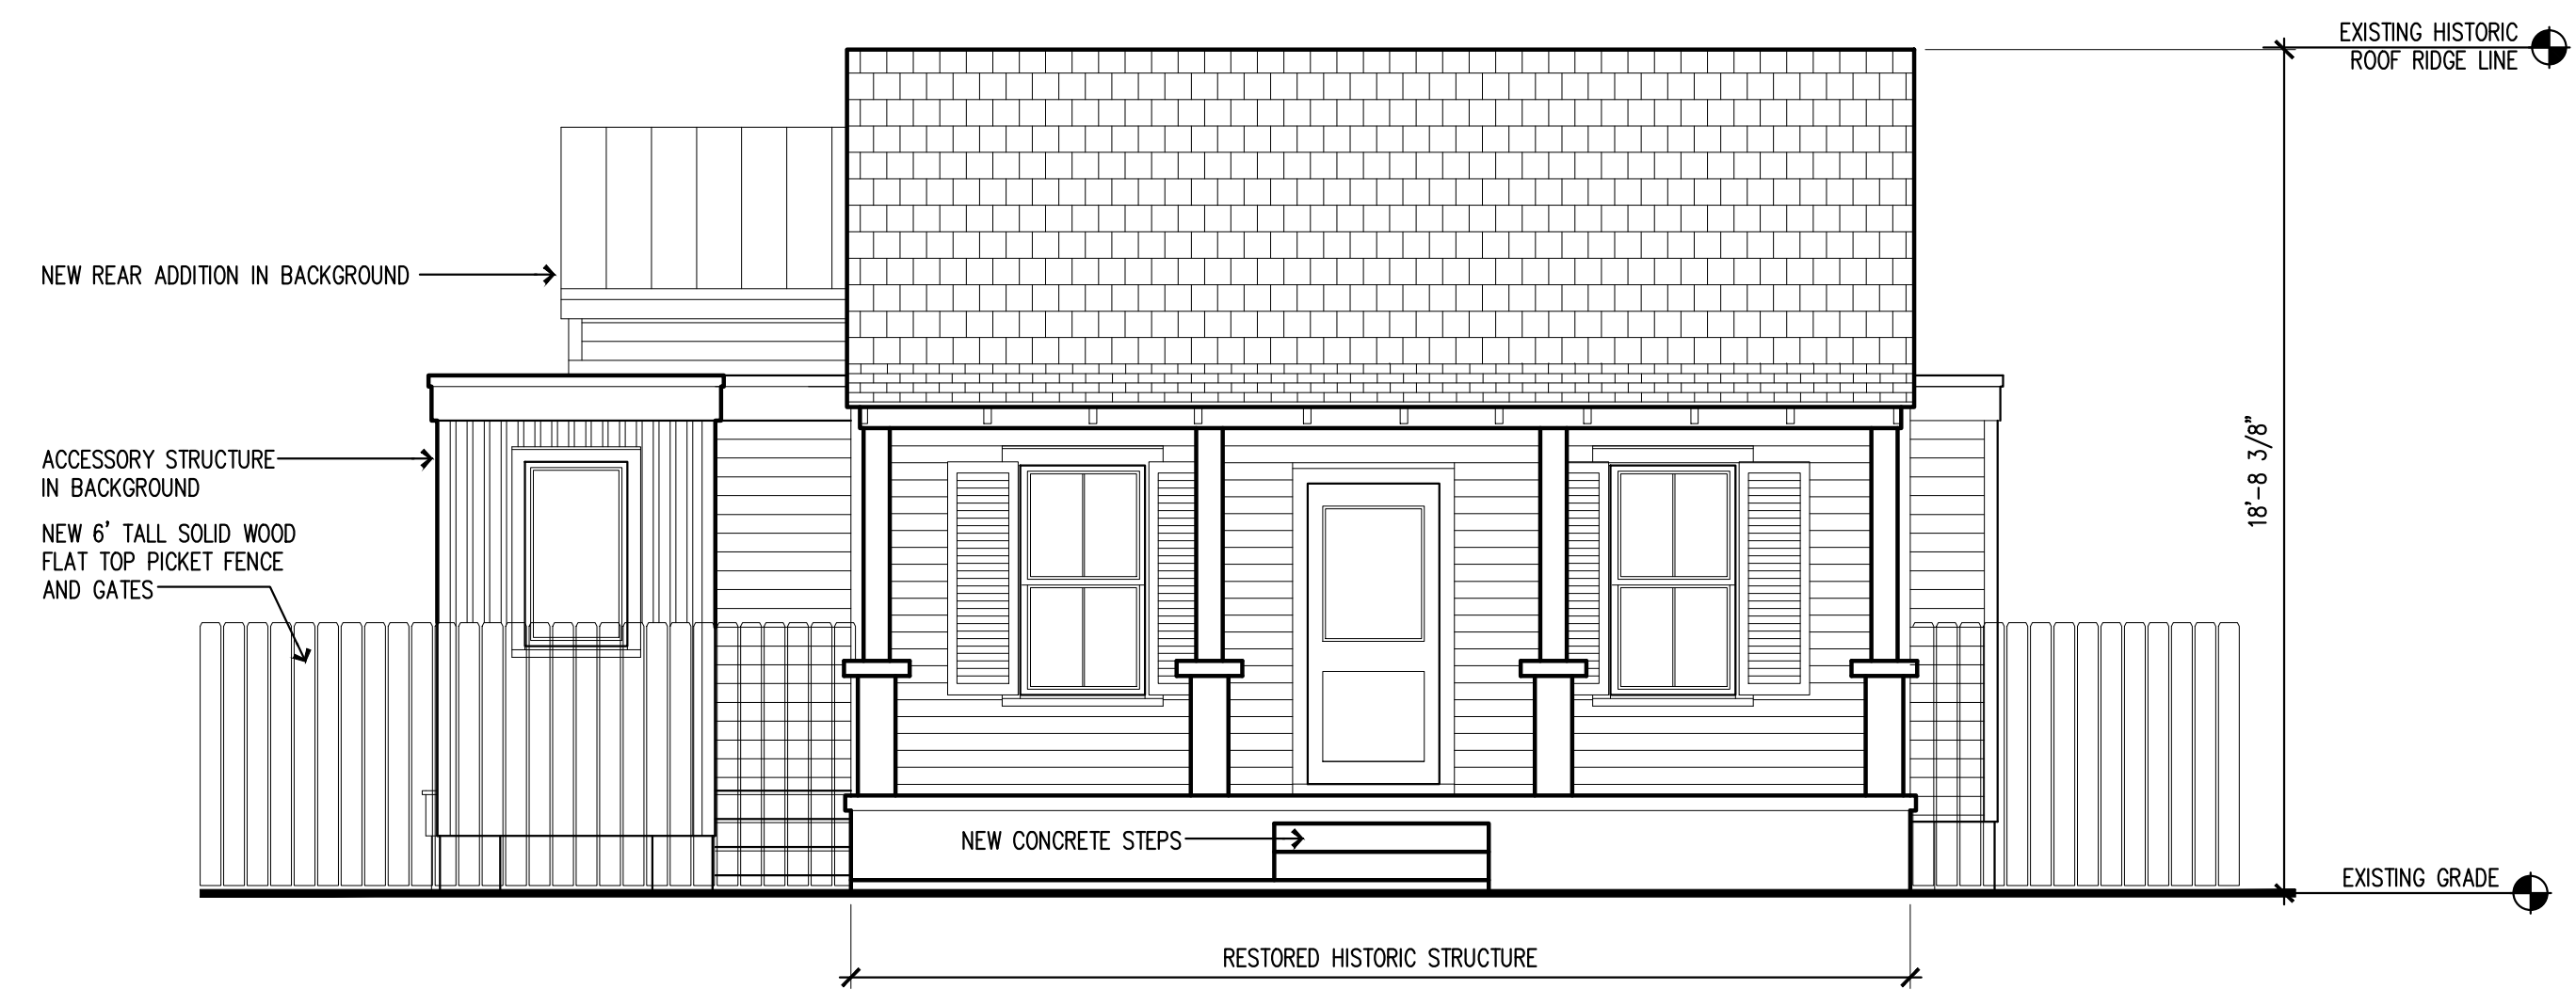 EXISTING HISTORIC
ROOF RIDGE LINE
NEW REAR ADDITION IN BACKGROUND
ACCESSORY STRUCTURE
IN BACKGROUND
NEW 6' TALL SOLID WOOD
FLAT TOP PICKET FENCE
AND GATES
18'-8 3/8"
NEW CONCRETE STEPS
EXISTING GRADE
RESTORED HISTORIC STRUCTURE